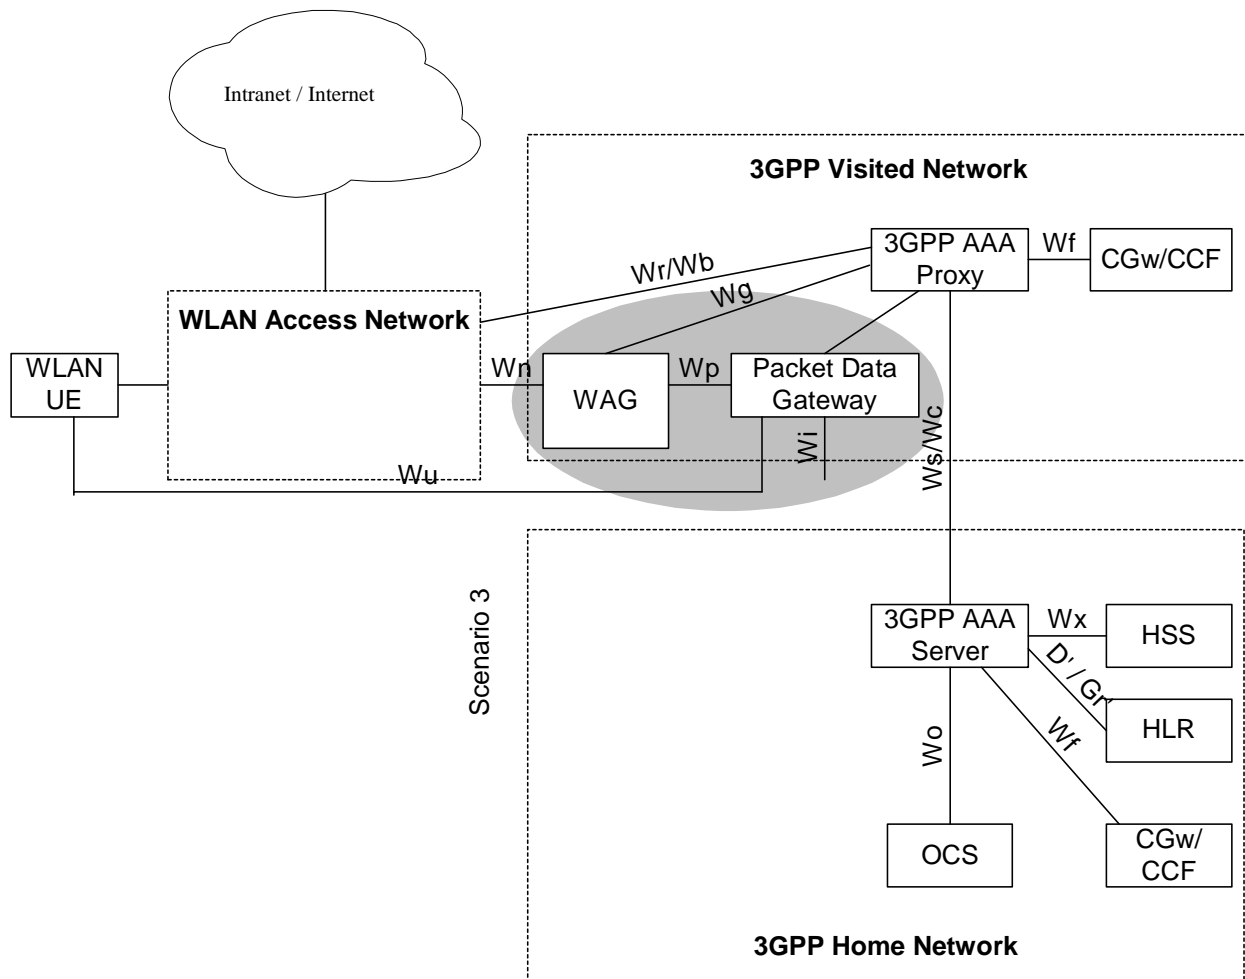 Intranet / Internet
3GPP Visited Network
3GPP AAA
Proxy
Wf
CGw/CCF
Wr/Wb
Wg
WLAN Access Network
WLAN
UE
Wn
WAG
Wp
Packet Data
Gateway
Wi
Wu
Ws/Wc
Scenario 3
3GPP AAA
Server
Wx
HSS
D' / Gr'
HLR
Wf
Wo
OCS
CGw/
CCF
3GPP Home Network